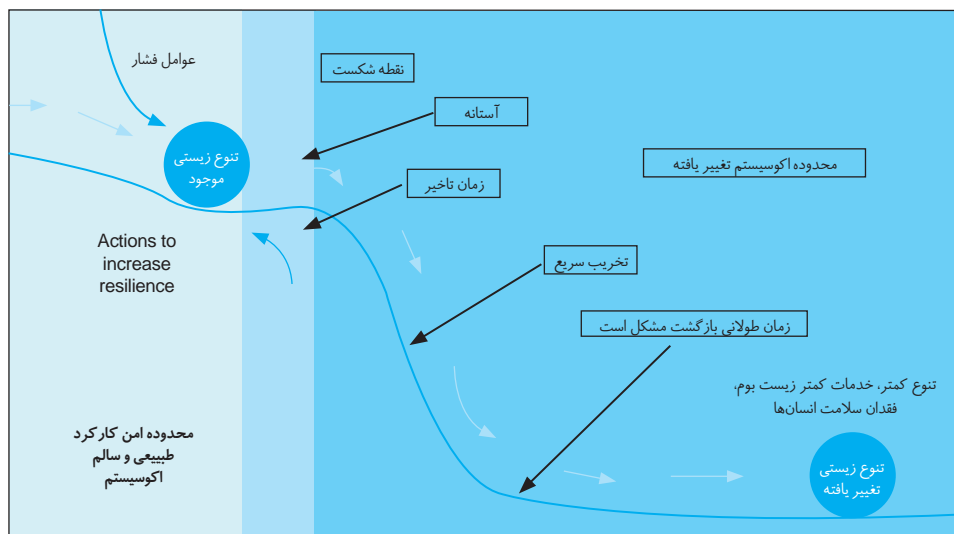 عوامل فشار
نقطه شکست
آستانه
تنوع زیستی
موجود
محدوده اکوسیستم تغییر یافته
زمان تاخیر
Actions to
increase
resilience
تخریب سریع
زمان طولانی بازگشت مشکل است
تنوع کمتر، خدمات کمتر زیست بوم،
فقدان سلامت انسان‌ها
محدوده امن کارکرد
طبییعی و سالم
اکوسیستم
تنوع زیستی
تغییر یافته